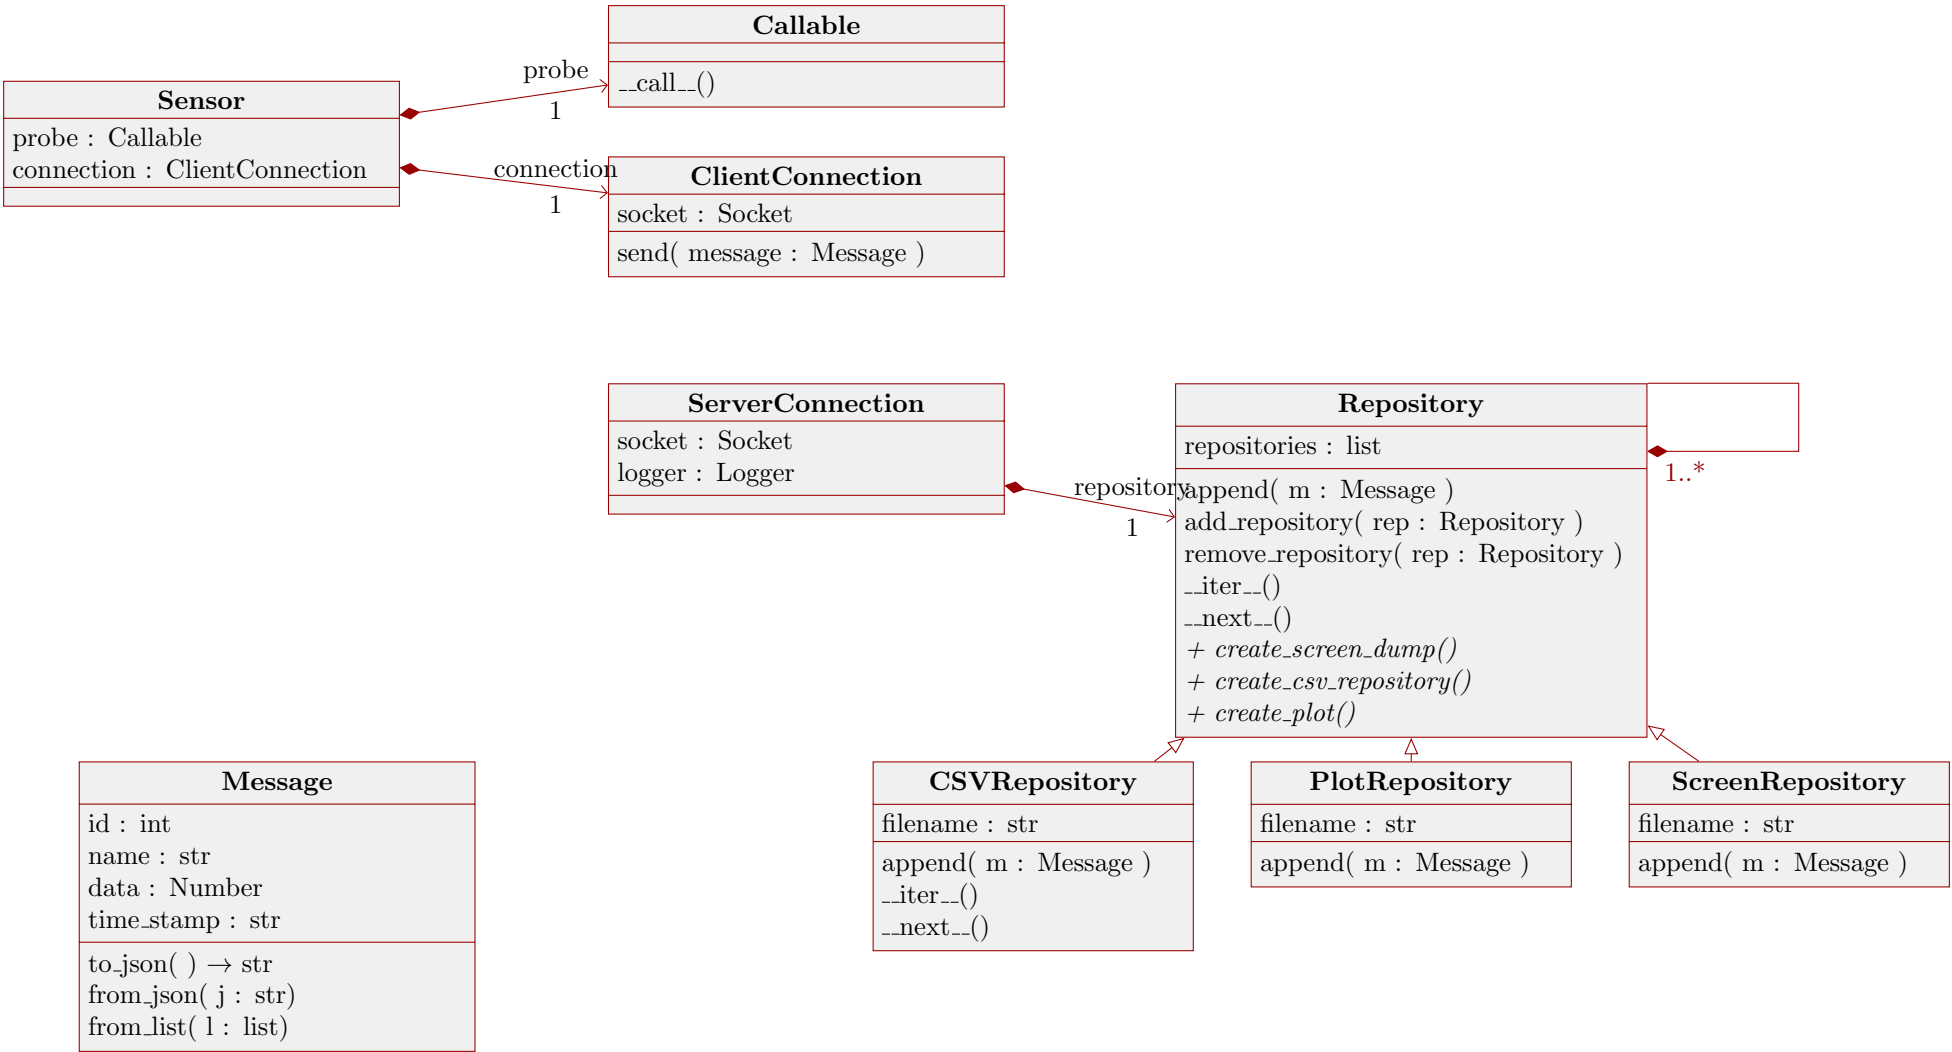 Callable
__call__()
probe
1
Sensor
probe : Callable
connection : ClientConnection
connection
1
ClientConnection
socket : Socket
send( message : Message )
ServerConnection
socket : Socket
logger : Logger
repository
1
Repository
repositories : list
append( m : Message )
add_repository( rep : Repository )
remove_repository( rep : Repository )
__iter__()
__next__()
+ create_screen_dump()
+ create_csv_repository()
+ create_plot()
1..*
Message
id : int
name : str
data : Number
time_stamp : str
to_json( ) → str
from_json( j : str)
from_list( l : list)
CSVRepository
filename : str
append( m : Message )
__iter__()
__next__()
PlotRepository
filename : str
append( m : Message )
ScreenRepository
filename : str
append( m : Message )